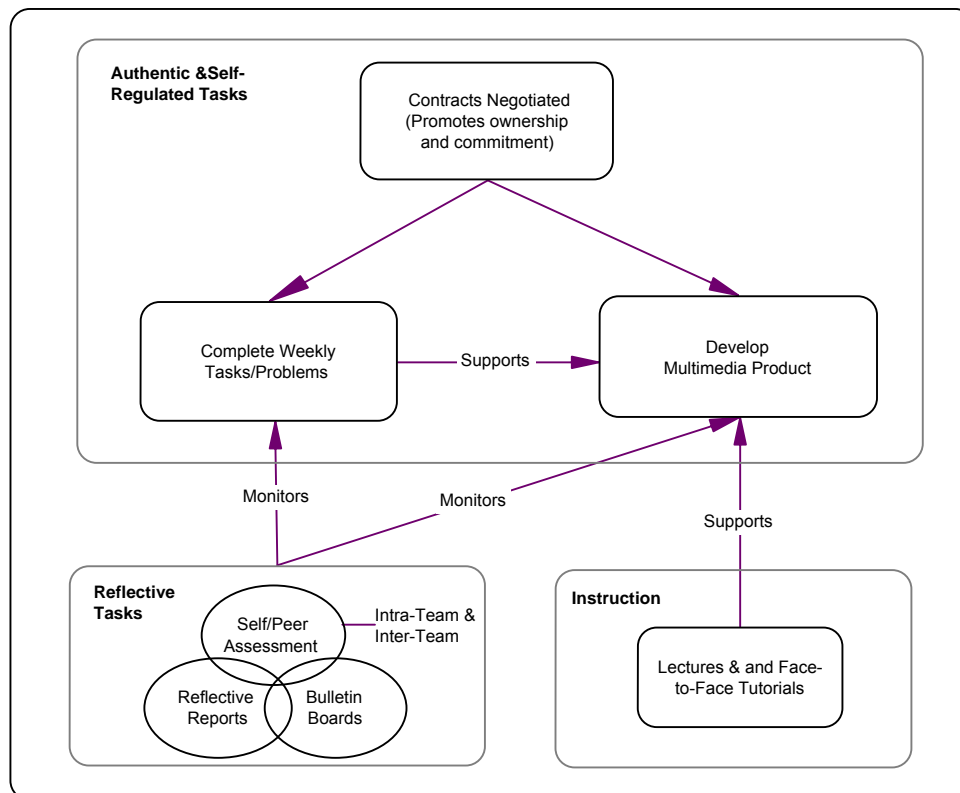 Authentic &Self-
Regulated Tasks
Contracts Negotiated
(Promotes ownership
and commitment)
Complete Weekly
Tasks/Problems
Supports
Develop
Multimedia Product
Monitors
Monitors
Supports
Reflective
Tasks
Self/Peer
Assessment
Intra-Team &
Inter-Team
Reflective
Reports
Bulletin
Boards
Instruction
Lectures & and Face-
to-Face Tutorials